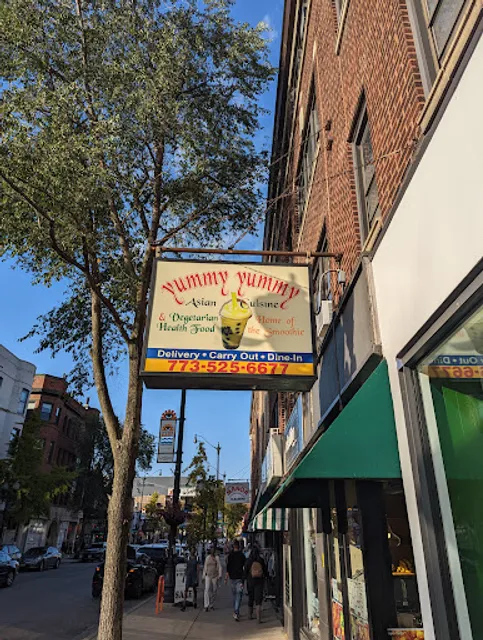 yummy yummy
Asian Cuisine
& Vegetarian Home of
Health Food the Smoothie
Delivery • Carry Out • Dine-In
773-525-6677